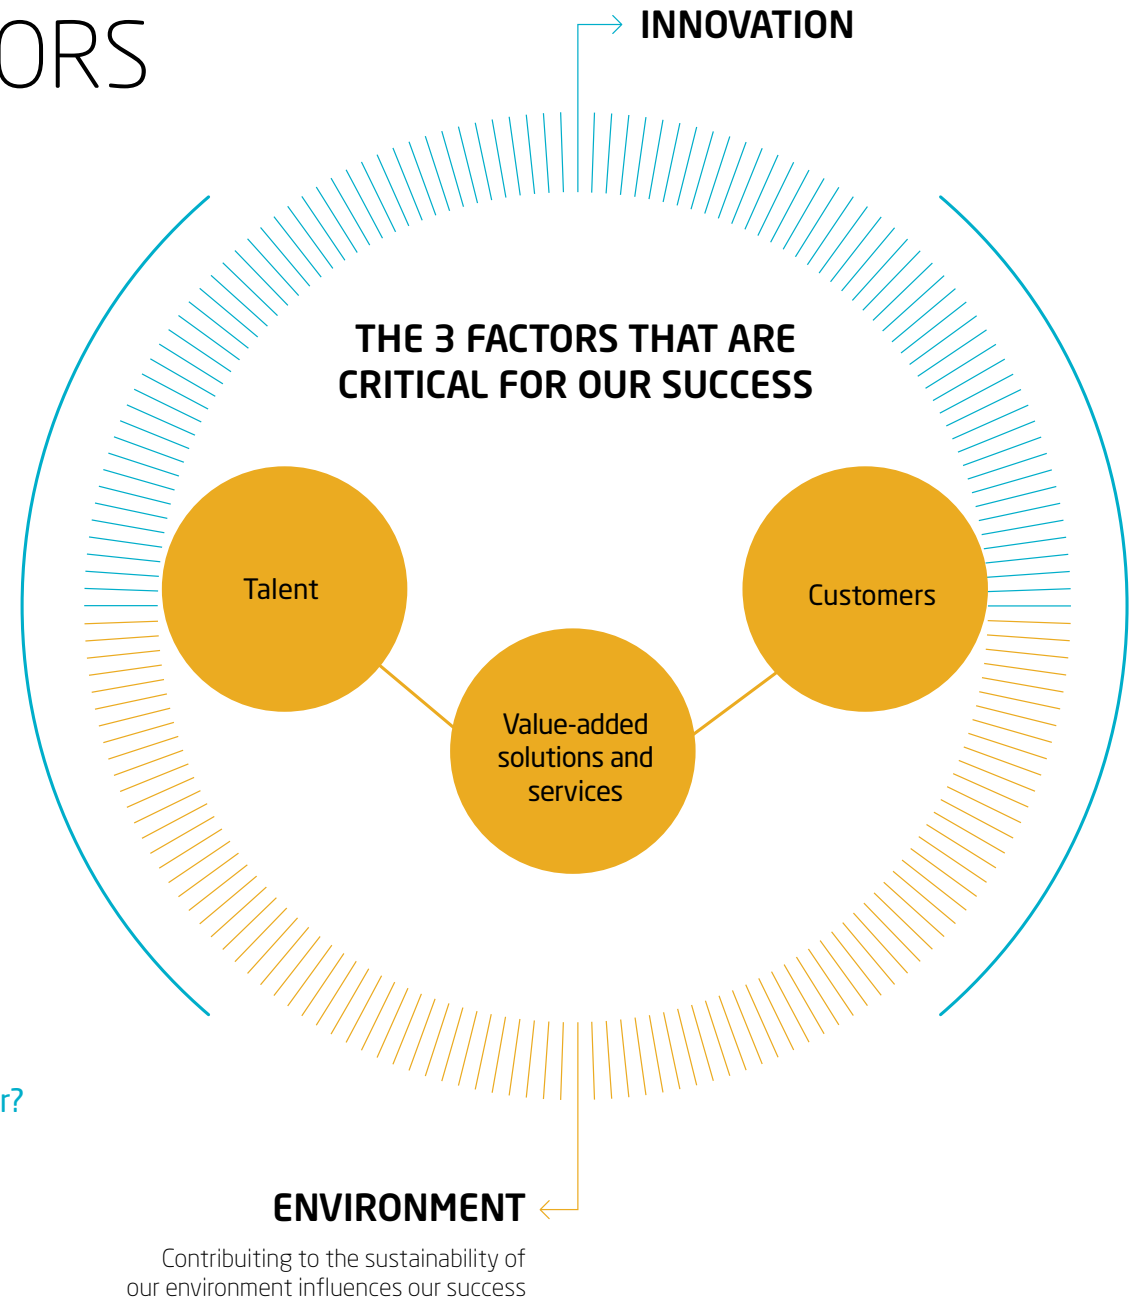 INNOVATION
ORS
THE 3 FACTORS THAT ARE
CRITICAL FOR OUR SUCCESS
Talent
Customers
Value-added
solutions and
services
r?
ENVIRONMENT
Contribuiting to the sustainability of
our environment influences our success